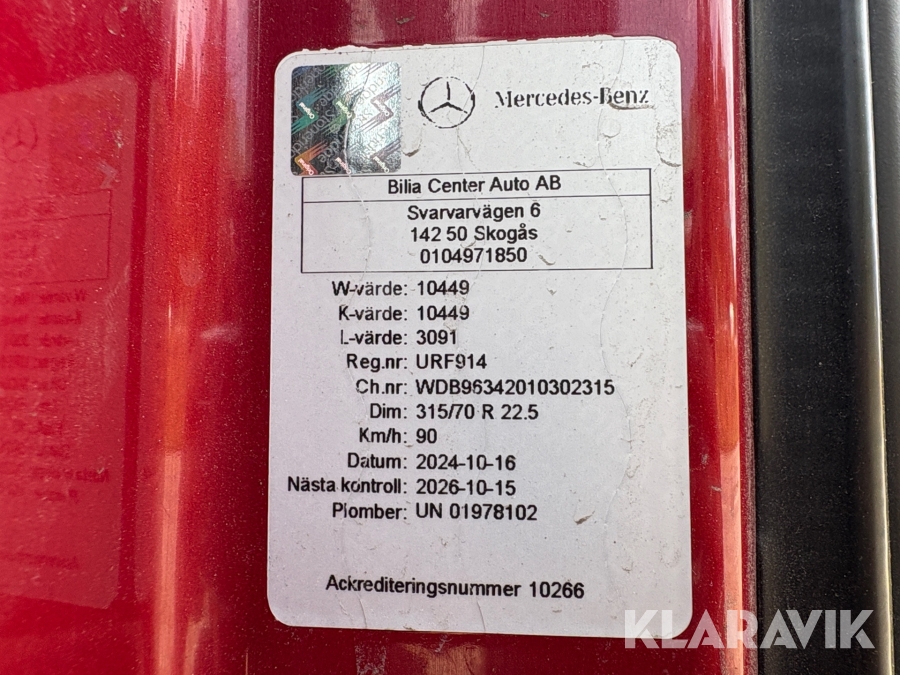 Mercedes-Benz
Bilia Center Auto AB
Svarvarvägen 6
142 50 Skogås
0104971850
W-värde: 10449
K-värde: 10449
L-värde: 3091
Reg.nr: URF914
Ch.nr: WDB96342010302315
Dim: 315/70 R 22.5
Km/h: 90
Datum: 2024-10-16
Nästa kontroll: 2026-10-15
Plomber: UN 01978102
Ackrediteringsnummer 10266
KLARAVIK